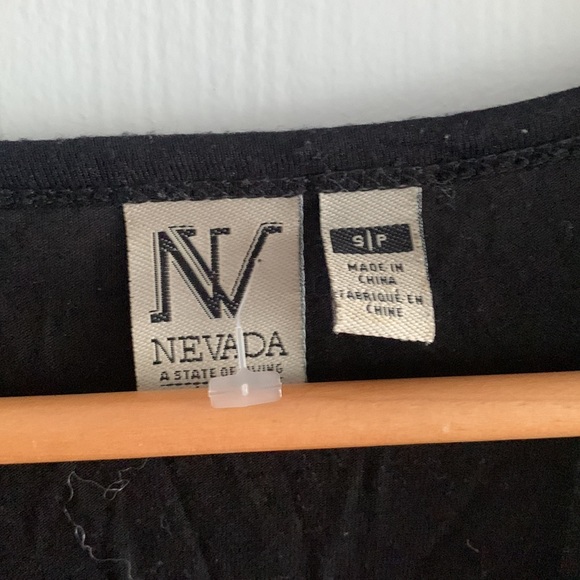 NV
NEVADA
A STATE OF
S|P
MADE IN
CHINA
FABRIQUÉ EN
CHINE